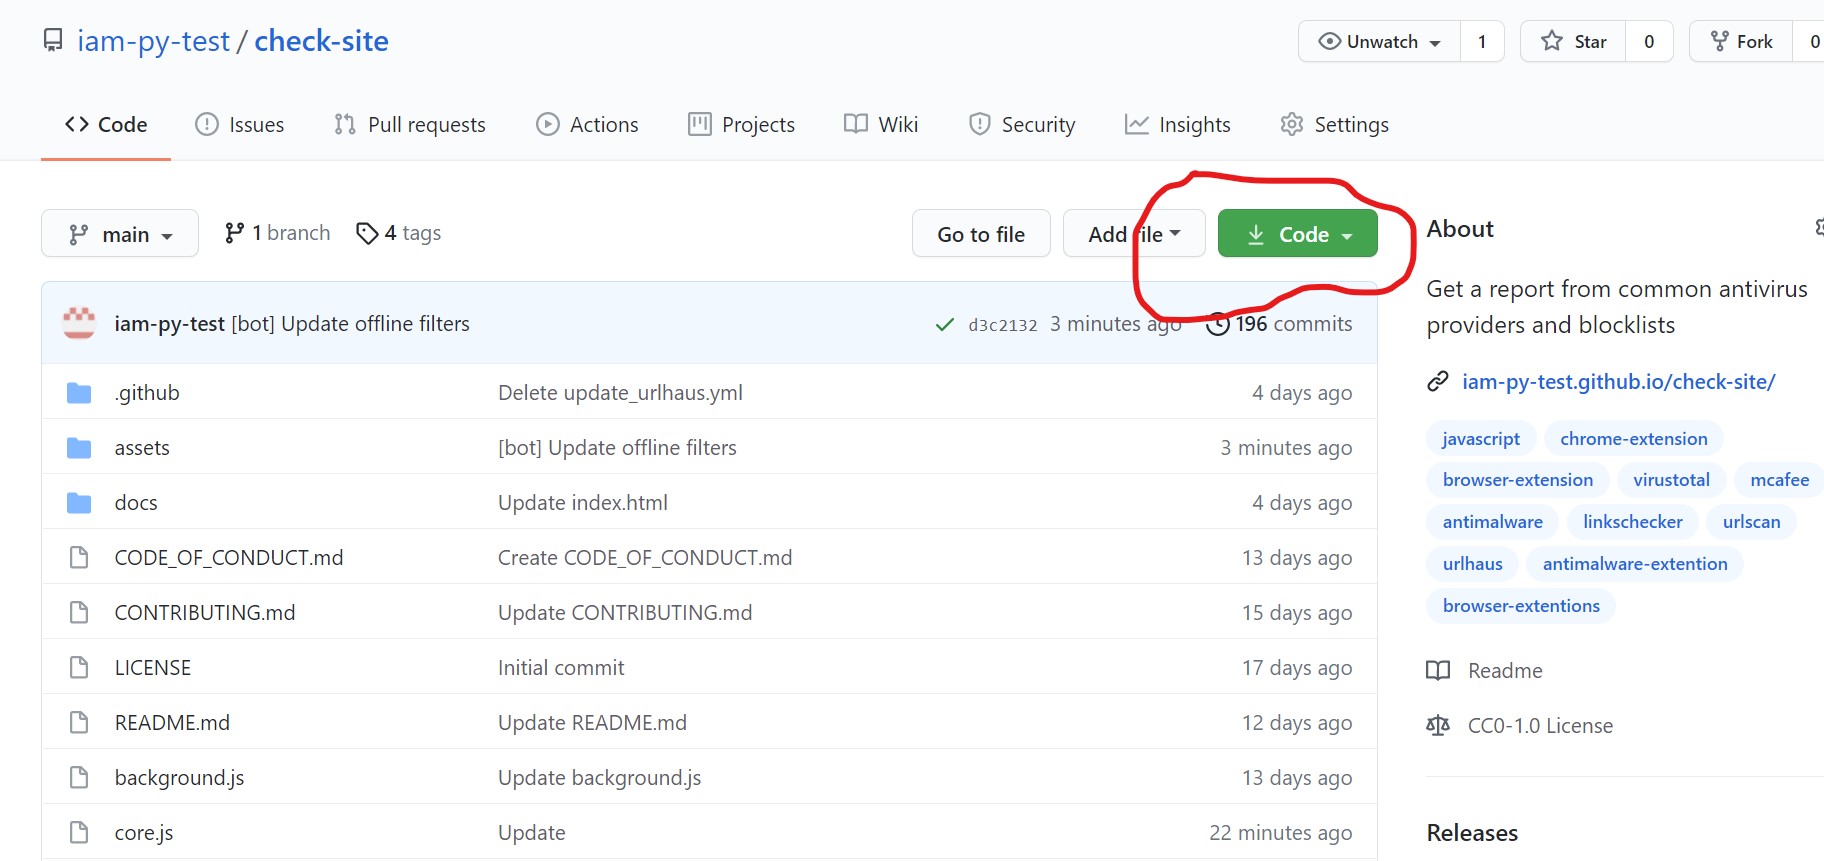 iam-py-test / check-site
Unwatch 1 Star 0 Fork 0
Code Issues Pull requests Actions Projects Wiki Security Insights Settings
main 1 branch 4 tags Go to file Add file Code
iam-py-test [bot] Update offline filters d3c2132 3 minutes ago 196 commits
.github Delete update_urlhaus.yml 4 days ago
assets [bot] Update offline filters 3 minutes ago
docs Update index.html 4 days ago
CODE_OF_CONDUCT.md Create CODE_OF_CONDUCT.md 13 days ago
CONTRIBUTING.md Update CONTRIBUTING.md 15 days ago
LICENSE Initial commit 17 days ago
README.md Update README.md 12 days ago
background.js Update background.js 13 days ago
core.js Update 22 minutes ago
About
Get a report from common antivirus
providers and blocklists
iam-py-test.github.io/check-site/
javascript chrome-extension
browser-extension virustotal mcafee
antimalware linkschecker urlscan
urlhaus antimalware-extention
browser-extentions
Readme
CC0-1.0 License
Releases